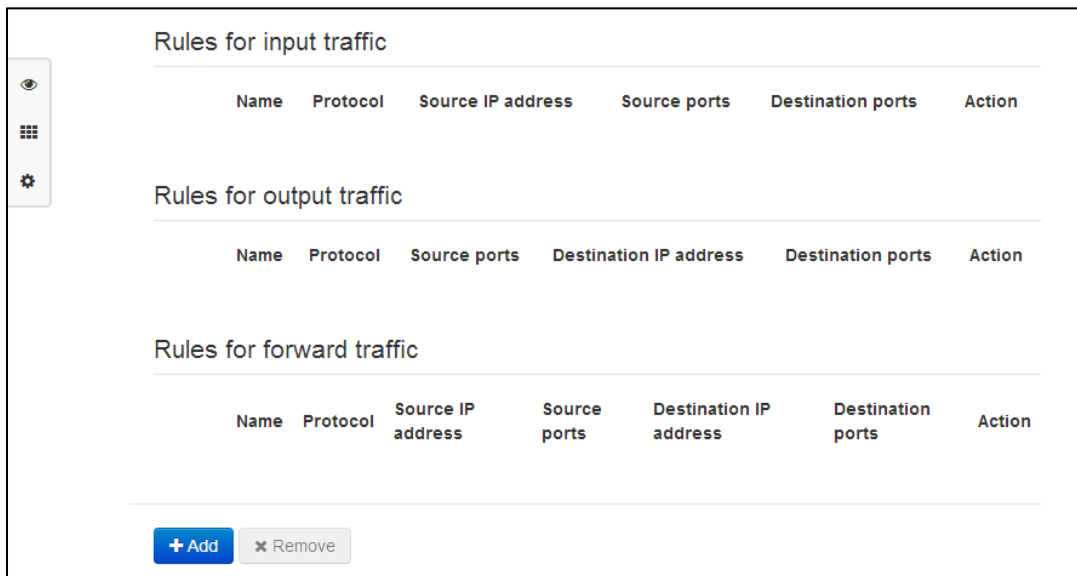 Rules for input traffic
Name Protocol Source IP address Source ports Destination ports Action
Rules for output traffic
Name Protocol Source ports Destination IP address Destination ports Action
Rules for forward traffic
Name Protocol Source IP address Source ports Destination IP address Destination ports Action
+ Add × Remove